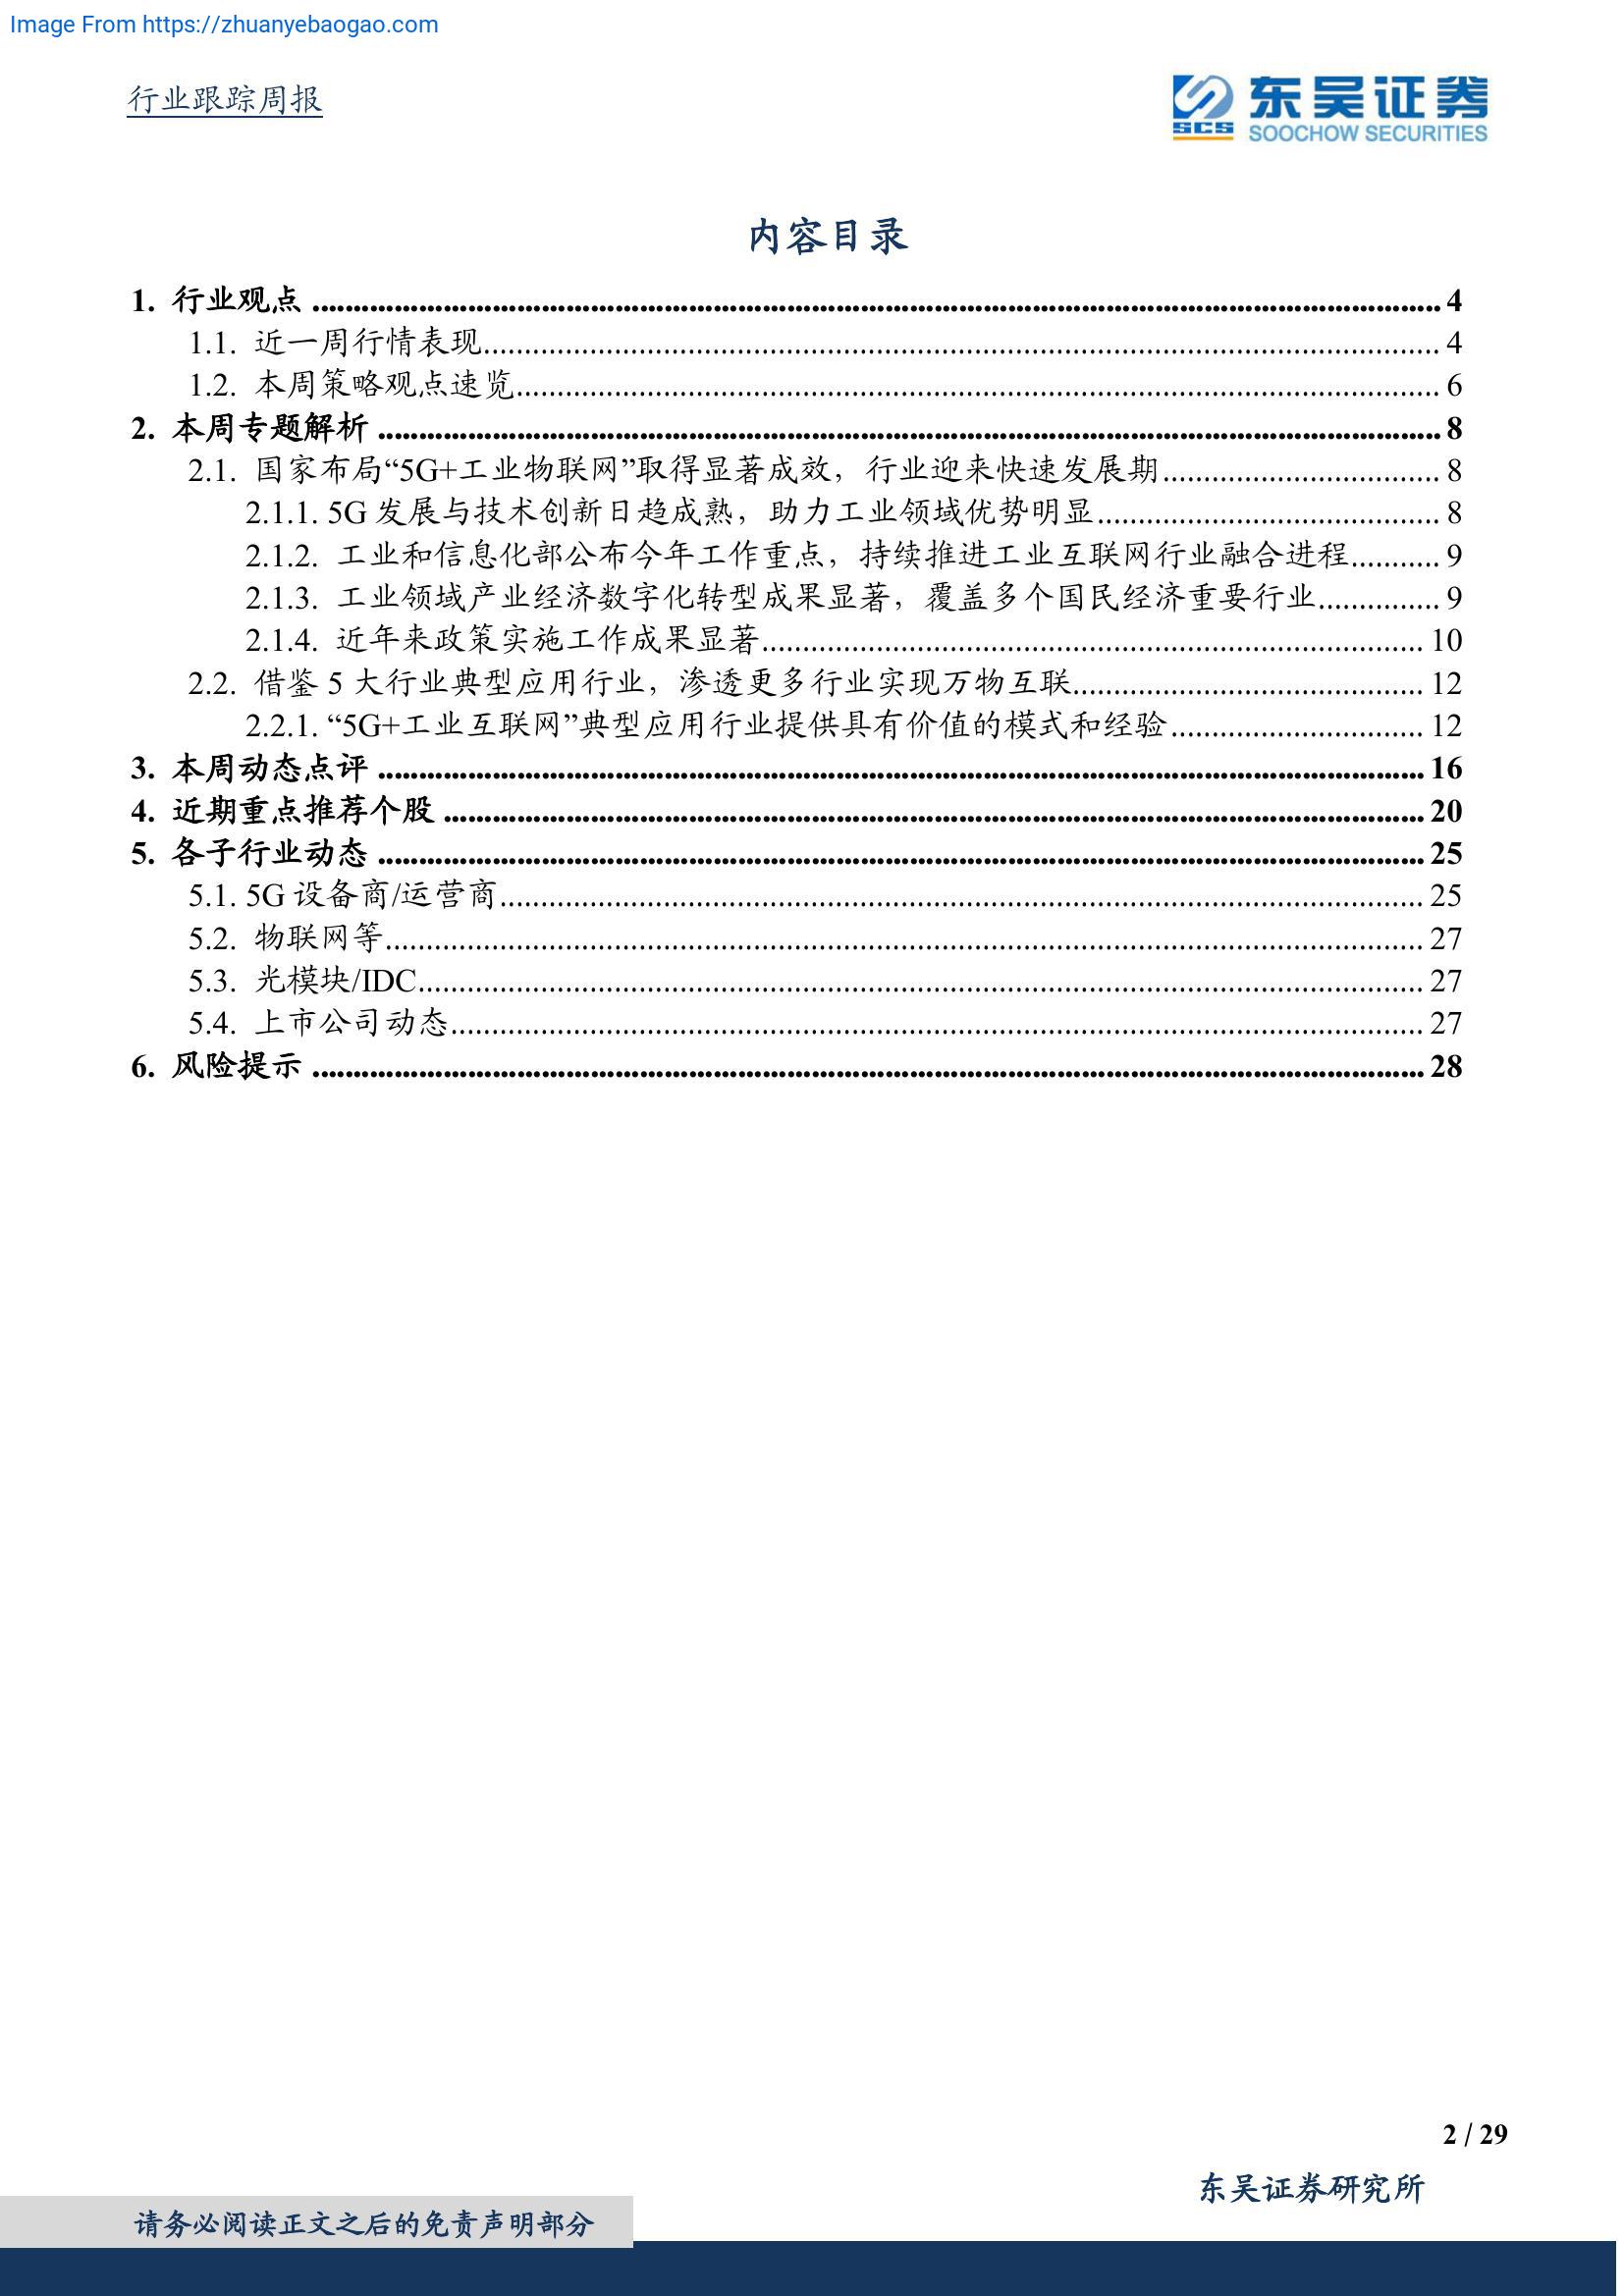 Image From https://zhuanyebaogao.com
行业跟踪周报
SCS
东吴证券
SOOCHOW SECURITIES
内容目录
1. 行业观点 ........................................ 4
1.1. 近一周行情表现........................................ 4
1.2. 本周策略观点速览........................................ 6
2. 本周专题解析 ........................................ 8
2.1. 国家布局“5G+工业物联网”取得显著成效，行业迎来快速发展期........................................ 8
2.1.1. 5G 发展与技术创新日趋成熟，助力工业领域优势明显........................................ 8
2.1.2. 工业和信息化部公布今年工作重点，持续推进工业互联网行业融合进程........... 9
2.1.3. 工业领域产业经济数字化转型成果显著，覆盖多个国民经济重要行业............... 9
2.1.4. 近年来政策实施工作成果显著........................................ 10
2.2. 借鉴 5 大行业典型应用行业，渗透更多行业实现万物互联........................................ 12
2.2.1. “5G+工业互联网”典型应用行业提供具有价值的模式和经验............................... 12
3. 本周动态点评 ........................................ 16
4. 近期重点推荐个股 ........................................ 20
5. 各子行业动态 ........................................ 25
5.1. 5G 设备商/运营商........................................ 25
5.2. 物联网等........................................ 27
5.3. 光模块/IDC........................................ 27
5.4. 上市公司动态........................................ 27
6. 风险提示 ........................................ 28
2 / 29
东吴证券研究所
请务必阅读正文之后的免责声明部分